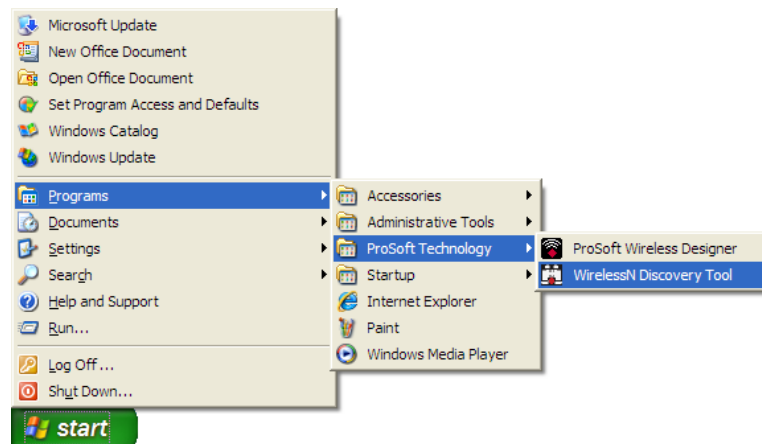 Microsoft Update
New Office Document
Open Office Document
Set Program Access and Defaults
Windows Catalog
Windows Update
Programs
Documents
Settings
Search
Help and Support
Run...
Log Off...
Shut Down...
start
Accessories
Administrative Tools
ProSoft Technology
Startup
Internet Explorer
Paint
Windows Media Player
ProSoft Wireless Designer
WirelessN Discovery Tool